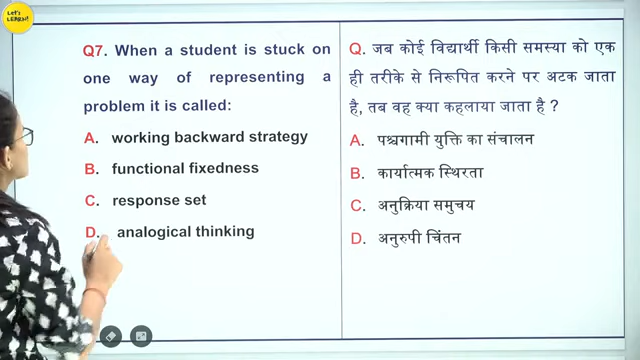 LET'S
LEARN!
Q7. When a student is stuck on
one way of representing a
problem it is called:
A. working backward strategy
B. functional fixedness
C. response set
D. analogical thinking
Q. जब कोई विद्यार्थी किसी समस्या को एक
ही तरीके से निरूपित करने पर अटक जाता
है, तब वह क्या कहलाया जाता है ?
A. पश्चगामी युक्ति का संचालन
B. कार्यात्मक स्थिरता
C. अनुक्रिया समुचय
D. अनुरुपी चिंतन